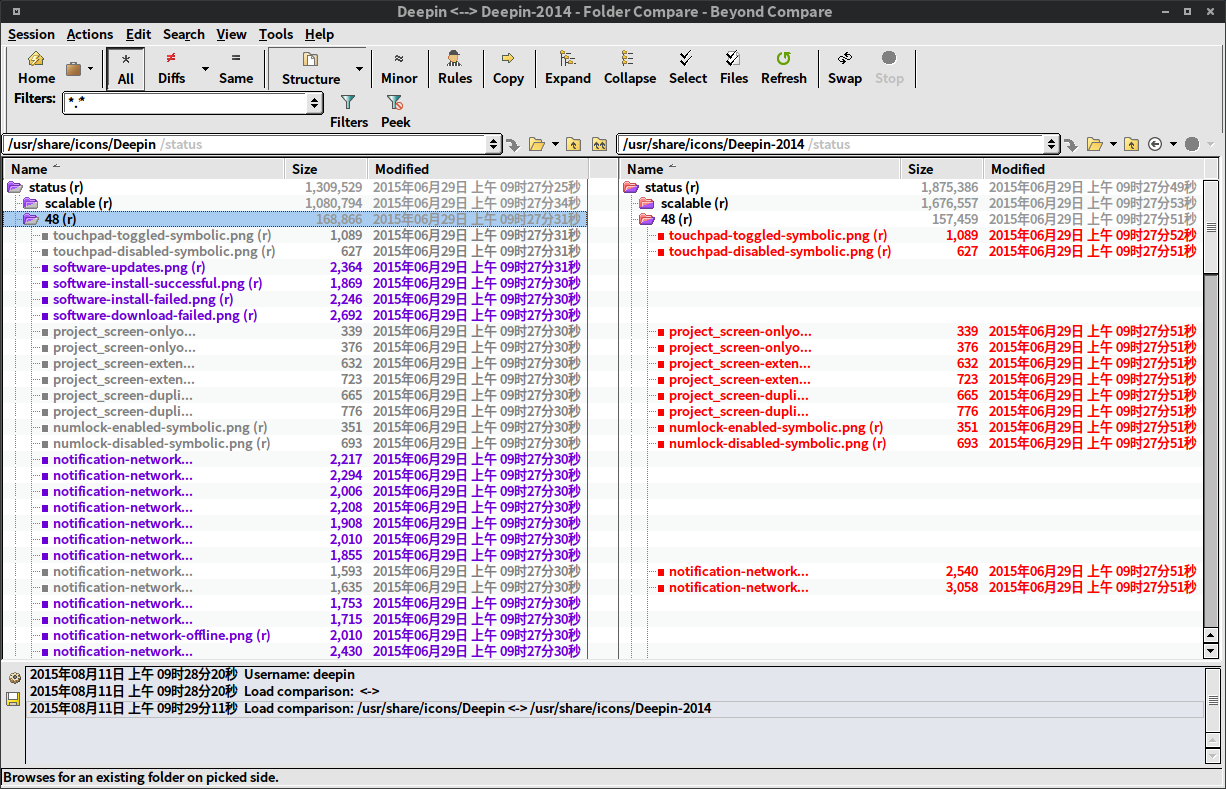 Deepin <--> Deepin-2014 - Folder Compare - Beyond Compare
Session Actions Edit Search View Tools Help
Home All Diffs Same Structure Minor Rules Copy Expand Collapse Select Files Refresh Swap Stop
Filters: *.* Filters Peek
/usr/share/icons/Deepin /status /usr/share/icons/Deepin-2014 /status
Name Size Modified Name Size Modified
status (r) 1,309,529 2015年06月29日 上午 09时27分25秒 status (r) 1,875,386 2015年06月29日 上午 09时27分49秒
scalable (r) 1,080,794 2015年06月29日 上午 09时27分34秒 scalable (r) 1,676,557 2015年06月29日 上午 09时27分53秒
48 (r) 168,866 2015年06月29日 上午 09时27分31秒 48 (r) 157,459 2015年06月29日 上午 09时27分51秒
touchpad-toggled-symbolic.png (r) 1,089 2015年06月29日 上午 09时27分31秒 touchpad-toggled-symbolic.png (r) 1,089 2015年06月29日 上午 09时27分52秒
touchpad-disabled-symbolic.png (r) 627 2015年06月29日 上午 09时27分31秒 touchpad-disabled-symbolic.png (r) 627 2015年06月29日 上午 09时27分51秒
software-updates.png (r) 2,364 2015年06月29日 上午 09时27分31秒
software-install-successful.png (r) 1,869 2015年06月29日 上午 09时27分30秒
software-install-failed.png (r) 2,246 2015年06月29日 上午 09时27分30秒
software-download-failed.png (r) 2,692 2015年06月29日 上午 09时27分30秒
project_screen-onlyo... 339 2015年06月29日 上午 09时27分30秒 project_screen-onlyo... 339 2015年06月29日 上午 09时27分51秒
project_screen-onlyo... 376 2015年06月29日 上午 09时27分30秒 project_screen-onlyo... 376 2015年06月29日 上午 09时27分51秒
project_screen-exten... 632 2015年06月29日 上午 09时27分30秒 project_screen-exten... 632 2015年06月29日 上午 09时27分51秒
project_screen-exten... 723 2015年06月29日 上午 09时27分30秒 project_screen-exten... 723 2015年06月29日 上午 09时27分51秒
project_screen-dupli... 665 2015年06月29日 上午 09时27分30秒 project_screen-dupli... 665 2015年06月29日 上午 09时27分51秒
project_screen-dupli... 776 2015年06月29日 上午 09时27分30秒 project_screen-dupli... 776 2015年06月29日 上午 09时27分51秒
numlock-enabled-symbolic.png (r) 351 2015年06月29日 上午 09时27分30秒 numlock-enabled-symbolic.png (r) 351 2015年06月29日 上午 09时27分51秒
numlock-disabled-symbolic.png (r) 693 2015年06月29日 上午 09时27分30秒 numlock-disabled-symbolic.png (r) 693 2015年06月29日 上午 09时27分51秒
notification-network... 2,217 2015年06月29日 上午 09时27分30秒
notification-network... 2,294 2015年06月29日 上午 09时27分30秒
notification-network... 2,006 2015年06月29日 上午 09时27分30秒
notification-network... 2,208 2015年06月29日 上午 09时27分30秒
notification-network... 1,908 2015年06月29日 上午 09时27分30秒
notification-network... 2,010 2015年06月29日 上午 09时27分30秒
notification-network... 1,855 2015年06月29日 上午 09时27分30秒
notification-network... 1,593 2015年06月29日 上午 09时27分30秒 notification-network... 2,540 2015年06月29日 上午 09时27分51秒
notification-network... 1,635 2015年06月29日 上午 09时27分30秒 notification-network... 3,058 2015年06月29日 上午 09时27分51秒
notification-network... 1,753 2015年06月29日 上午 09时27分30秒
notification-network... 1,715 2015年06月29日 上午 09时27分30秒
notification-network-offline.png (r) 2,010 2015年06月29日 上午 09时27分30秒
notification-network... 2,430 2015年06月29日 上午 09时27分30秒
2015年08月11日 上午 09时28分20秒 Username: deepin
2015年08月11日 上午 09时28分20秒 Load comparison: <->
2015年08月11日 上午 09时29分11秒 Load comparison: /usr/share/icons/Deepin <-> /usr/share/icons/Deepin-2014
Browses for an existing folder on picked side.